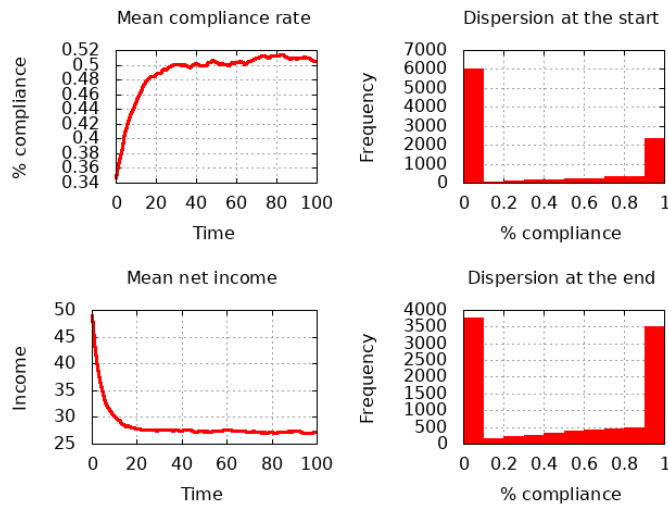 Mean compliance rate
% compliance
0.52
0.5
0.48
0.46
0.44
0.42
0.4
0.38
0.36
0.34
0 20 40 60 80 100
Time
Dispersion at the start
Frequency
7000
6000
5000
4000
3000
2000
1000
0
0 0.2 0.4 0.6 0.8 1
% compliance
Mean net income
Income
50
45
40
35
30
25
0 20 40 60 80 100
Time
Dispersion at the end
Frequency
4000
3500
3000
2500
2000
1500
1000
500
0
0 0.2 0.4 0.6 0.8 1
% compliance